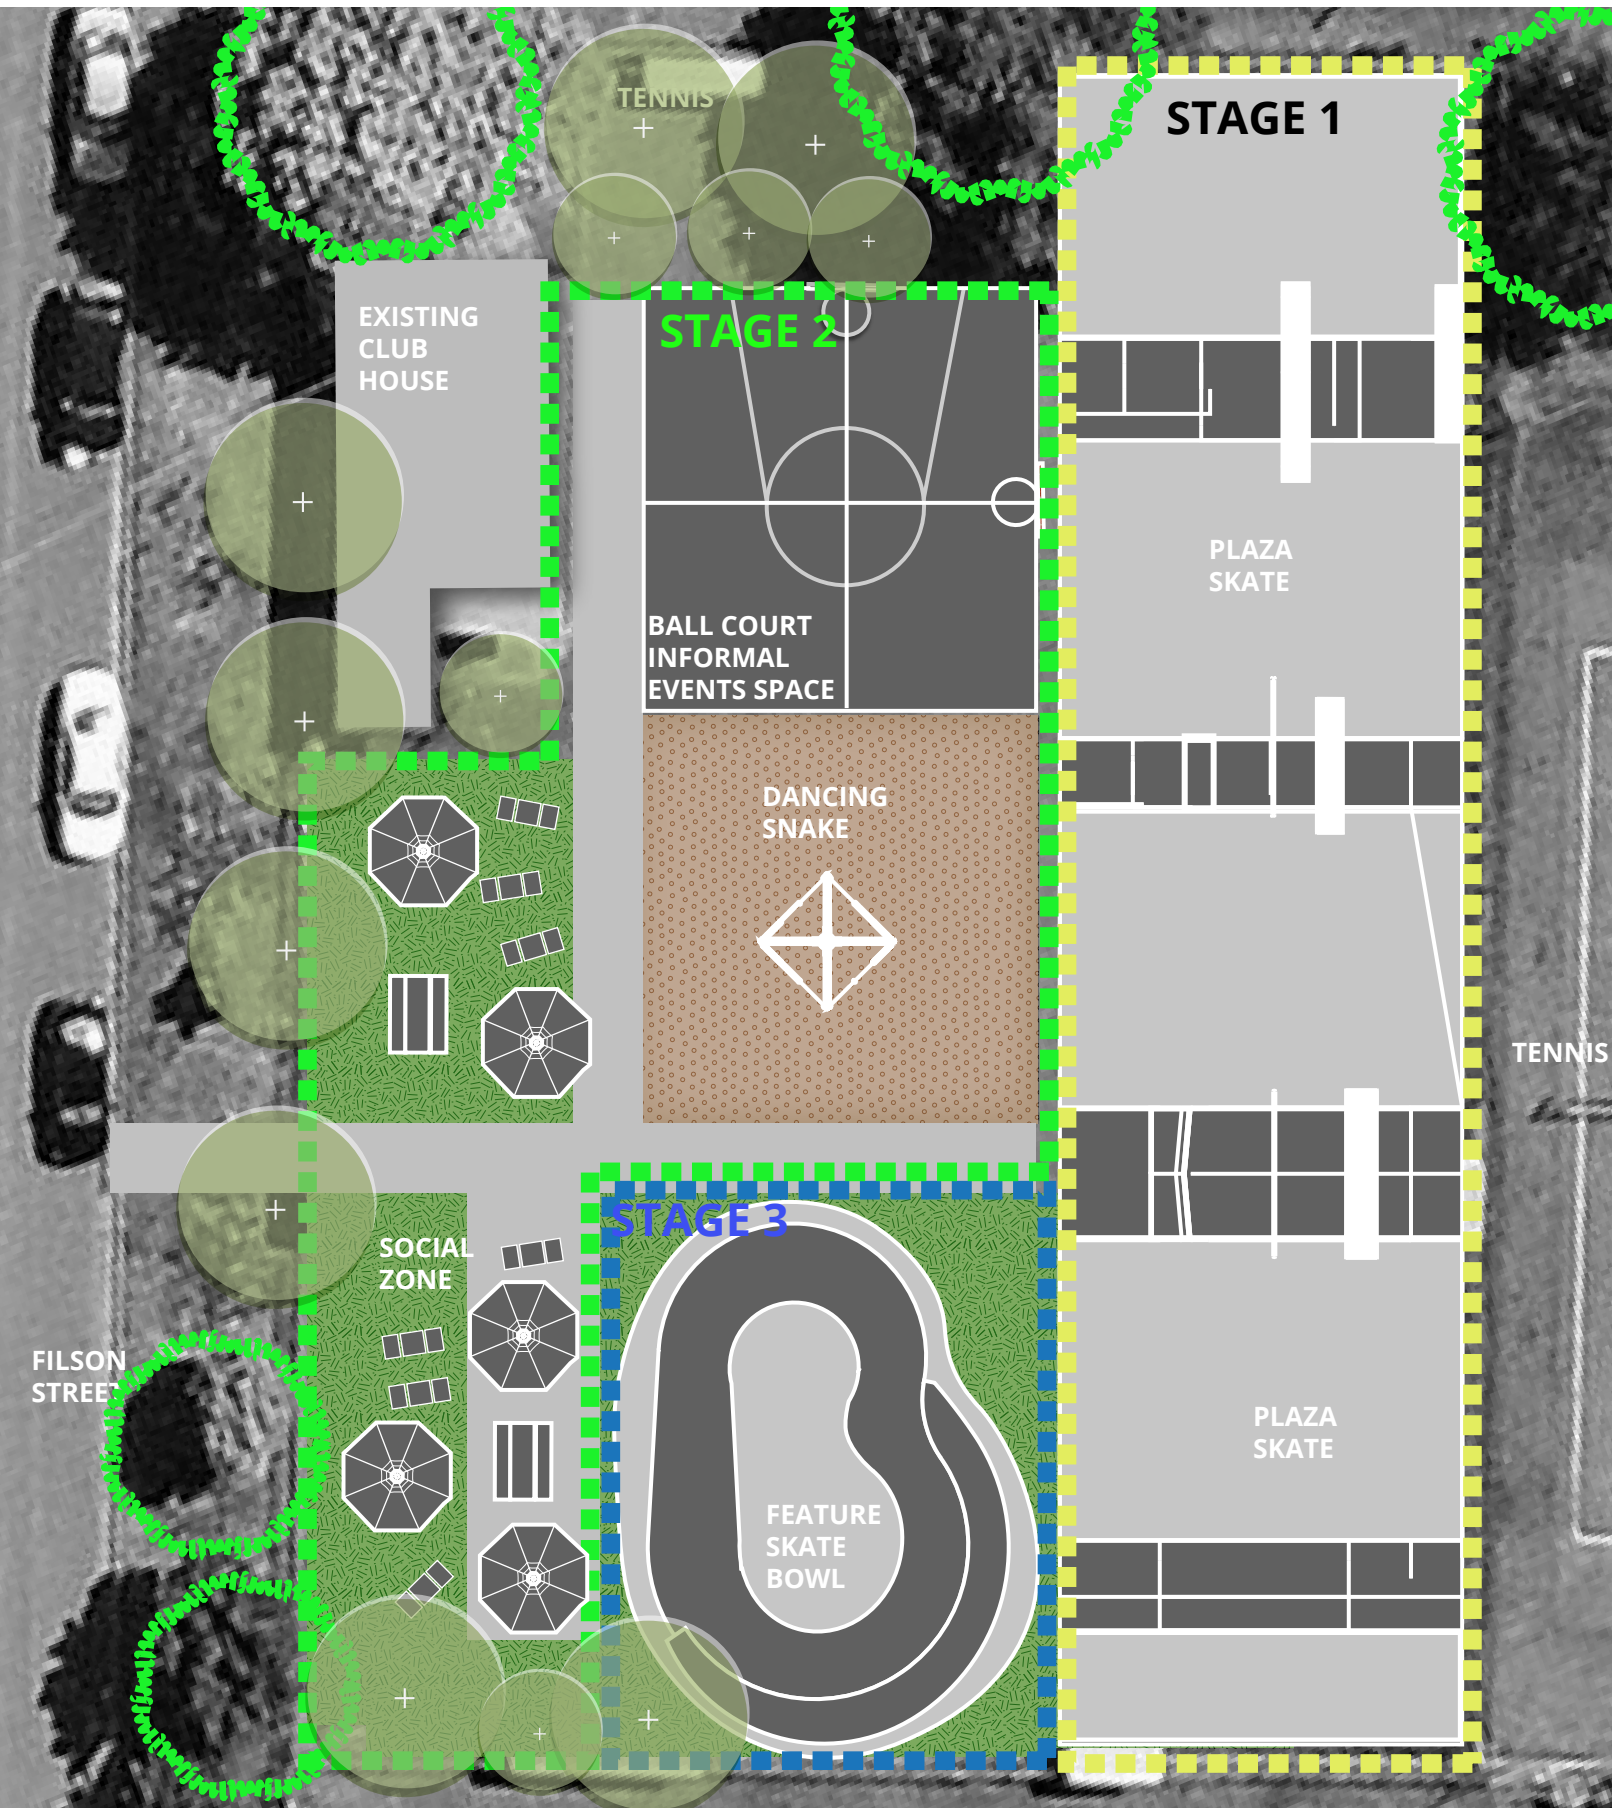 TENNIS
STAGE 1
EXISTING
CLUB
HOUSE
STAGE 2
PLAZA
SKATE
BALL COURT
INFORMAL
EVENTS SPACE
DANCING
SNAKE
TENNIS
STAGE 3
SOCIAL
ZONE
FILSON
STREET
PLAZA
SKATE
FEATURE
SKATE
BOWL